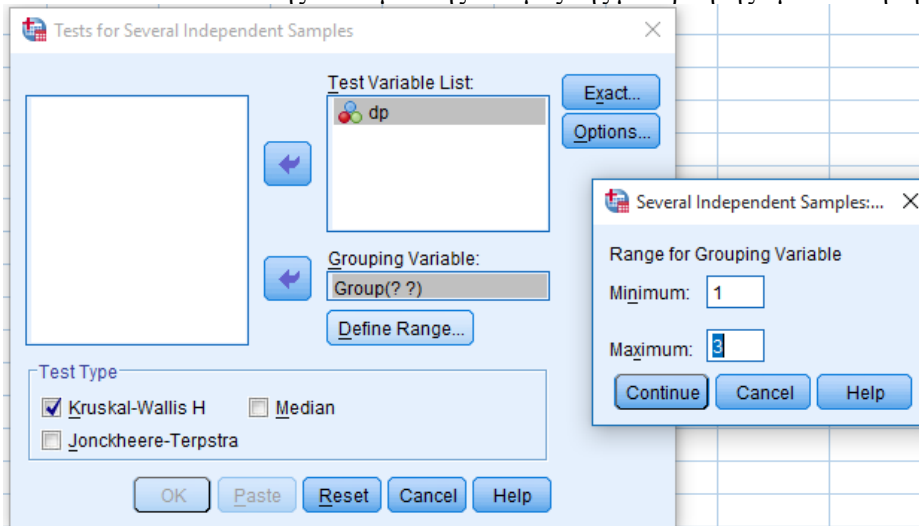 Tests for Several Independent Samples
Test Variable List:
dp
Exact...
Options...
Grouping Variable:
Group(? ?)
Define Range...
Test Type
Kruskal-Wallis H
Median
Jonckheere-Terpstra
OK
Paste
Reset
Cancel
Help
Several Independent Samples:...
Range for Grouping Variable
Minimum: 1
Maximum: 3
Continue
Cancel
Help